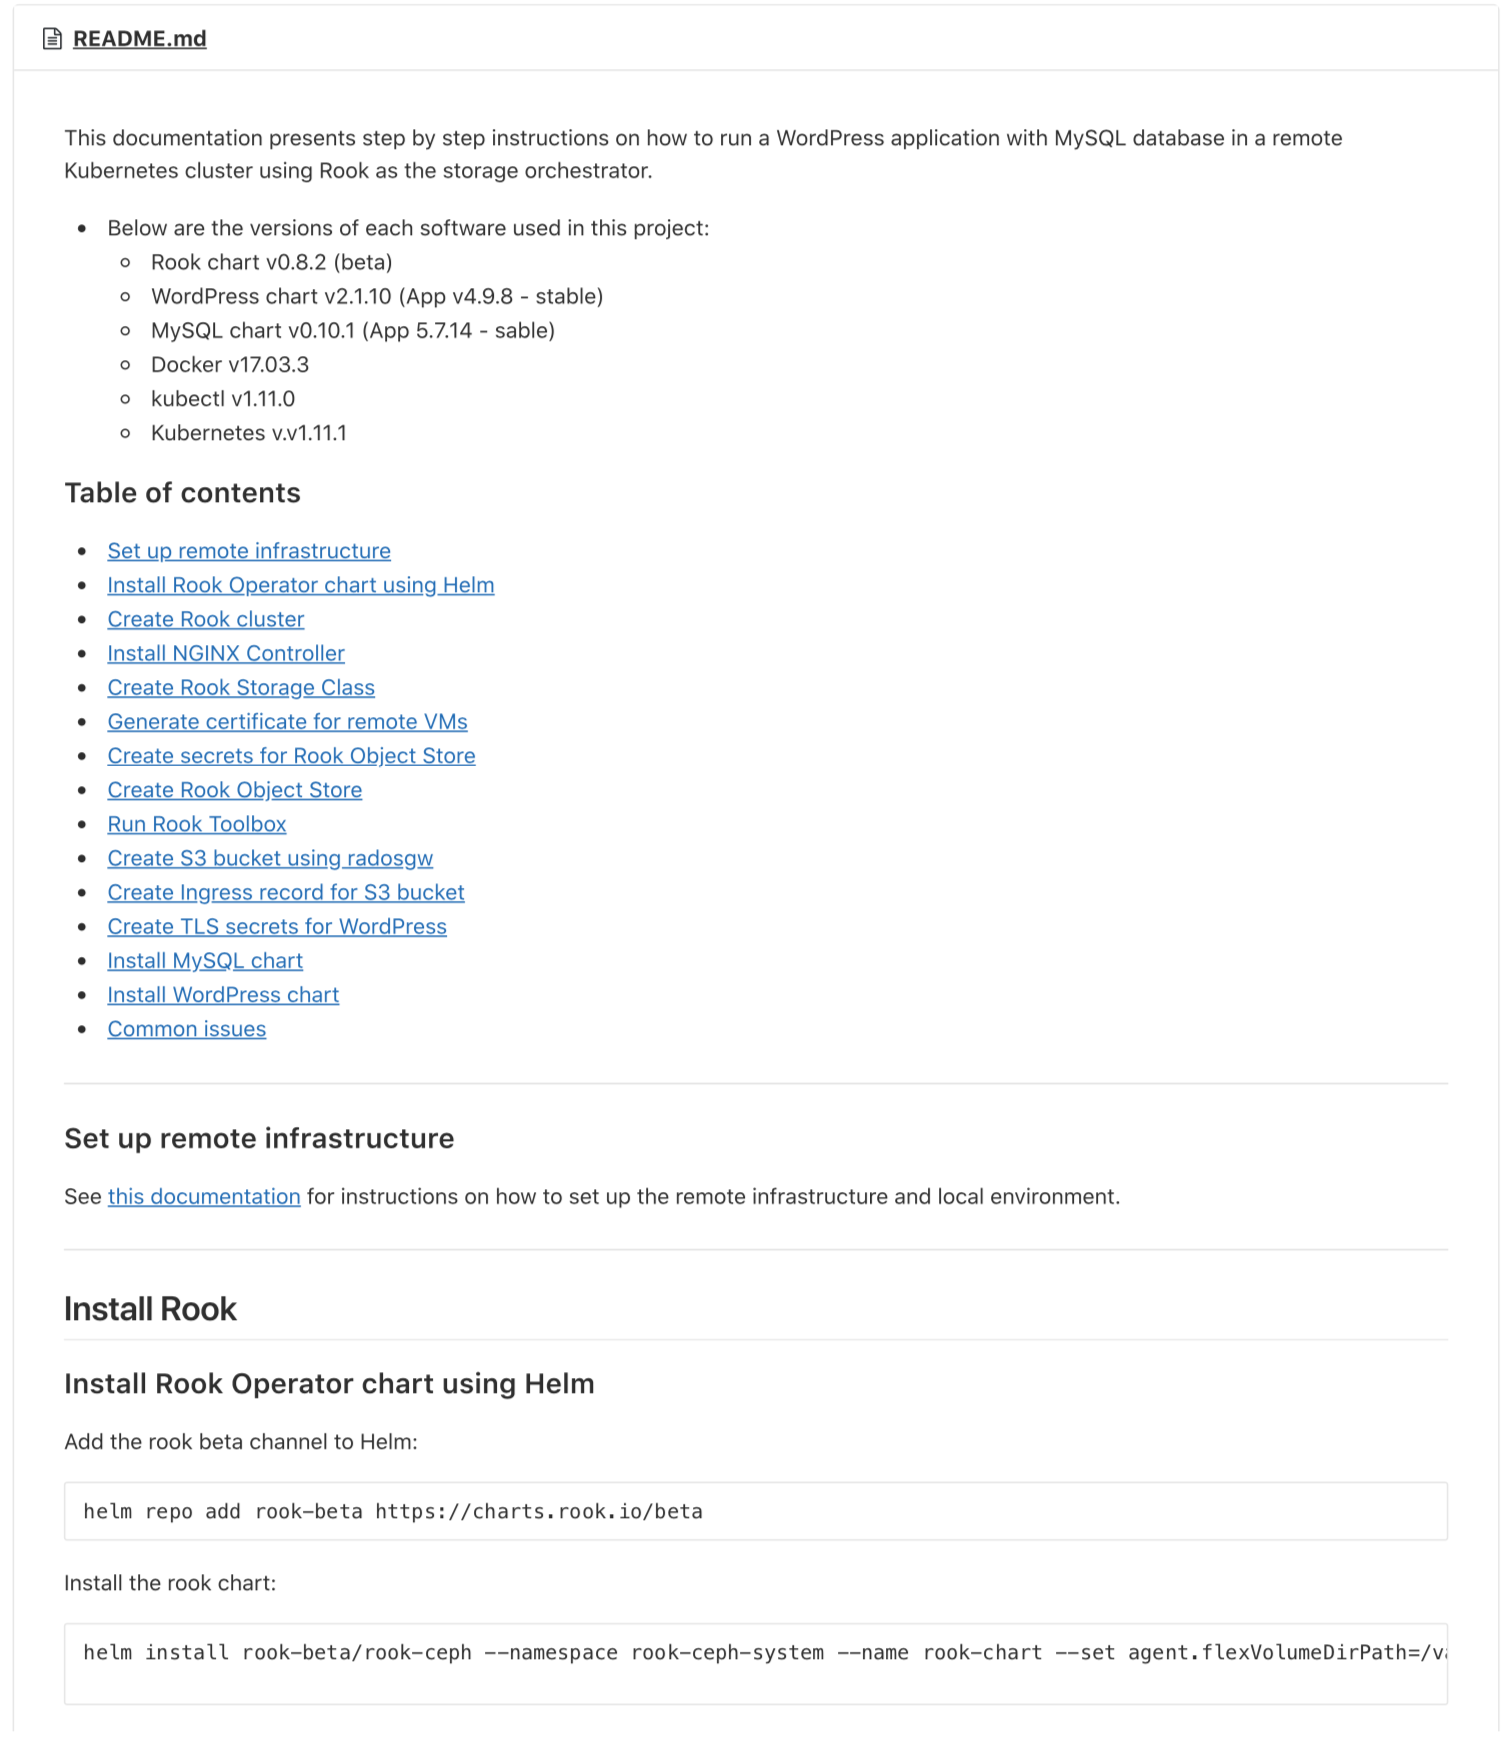 README.md
This documentation presents step by step instructions on how to run a WordPress application with MySQL database in a remote
Kubernetes cluster using Rook as the storage orchestrator.
Below are the versions of each software used in this project:
Rook chart v0.8.2 (beta)
WordPress chart v2.1.10 (App v4.9.8 - stable)
MySQL chart v0.10.1 (App 5.7.14 - sable)
Docker v17.03.3
kubectl v1.11.0
Kubernetes v.v1.11.1
Table of contents
Set up remote infrastructure
Install Rook Operator chart using Helm
Create Rook cluster
Install NGINX Controller
Create Rook Storage Class
Generate certificate for remote VMs
Create secrets for Rook Object Store
Create Rook Object Store
Run Rook Toolbox
Create S3 bucket using radosgw
Create Ingress record for S3 bucket
Create TLS secrets for WordPress
Install MySQL chart
Install WordPress chart
Common issues
Set up remote infrastructure
See this documentation for instructions on how to set up the remote infrastructure and local environment.
Install Rook
Install Rook Operator chart using Helm
Add the rook beta channel to Helm:
helm repo add rook-beta https://charts.rook.io/beta
Install the rook chart:
helm install rook-beta/rook-ceph --namespace rook-ceph-system --name rook-chart --set agent.flexVolumeDirPath=/v